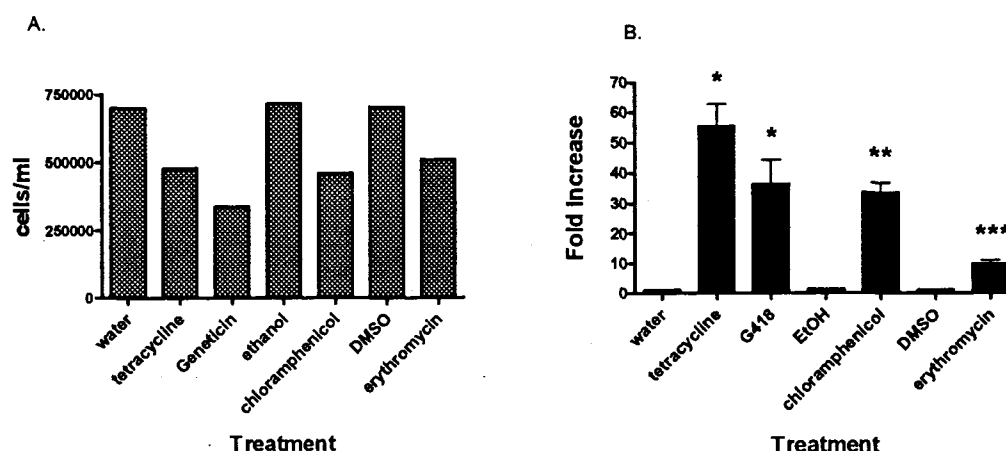 A.
cells/ml
750000
500000
250000
0
water
tetracycline
Geneticin
ethanol
chloramphenicol
DMSO
erythromycin
Treatment
B.
Fold Increase
70
60
50
40
30
20
10
0
*
*
**
***
water
tetracycline
G418
EtOH
chloramphenicol
DMSO
erythromycin
Treatment